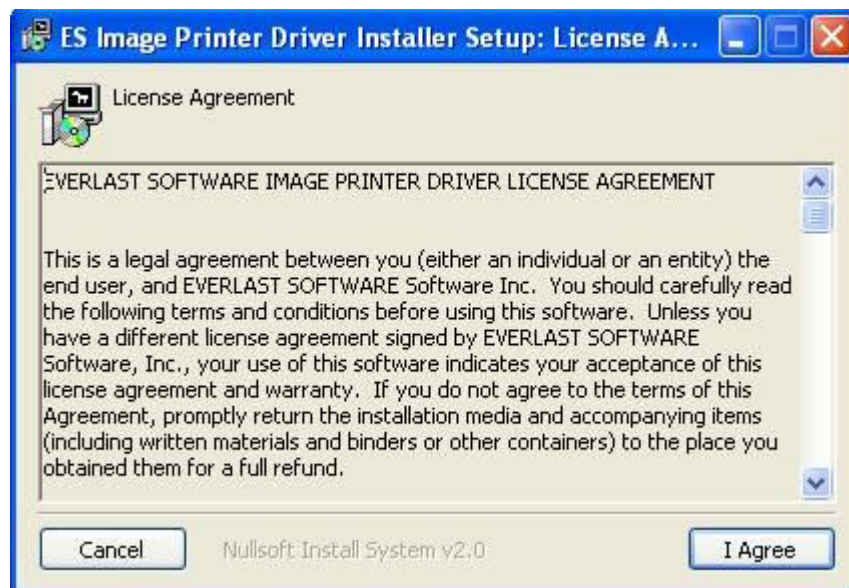 ES Image Printer Driver Installer Setup: License A...
License Agreement
EVERLAST SOFTWARE IMAGE PRINTER DRIVER LICENSE AGREEMENT
This is a legal agreement between you (either an individual or an entity) the
end user, and EVERLAST SOFTWARE Software Inc.  You should carefully read
the following terms and conditions before using this software.  Unless you
have a different license agreement signed by EVERLAST SOFTWARE
Software, Inc., your use of this software indicates your acceptance of this
license agreement and warranty.  If you do not agree to the terms of this
Agreement, promptly return the installation media and accompanying items
(including written materials and binders or other containers) to the place you
obtained them for a full refund.
Cancel
Nullsoft Install System v2.0
I Agree